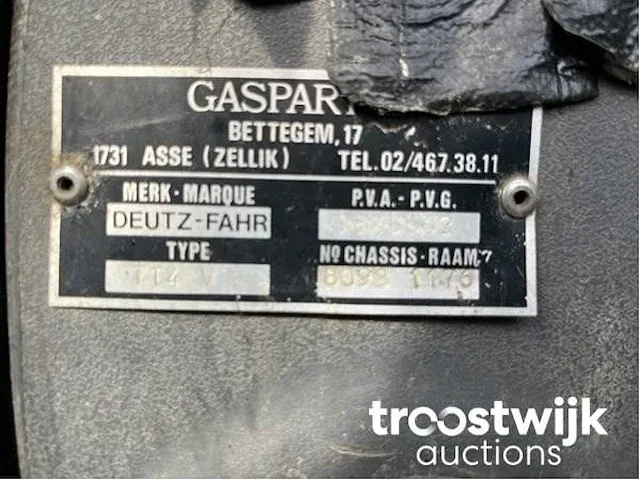 GASPAR
BETTEGEM, 17
1731 ASSE (ZELLIK) TEL. 02/467.38.11
MERK · MARQUE P.V.A. - P.V.G.
DEUTZ-FAHR
TYPE Nº CHASSIS · RAAM
troostwijk
auctions